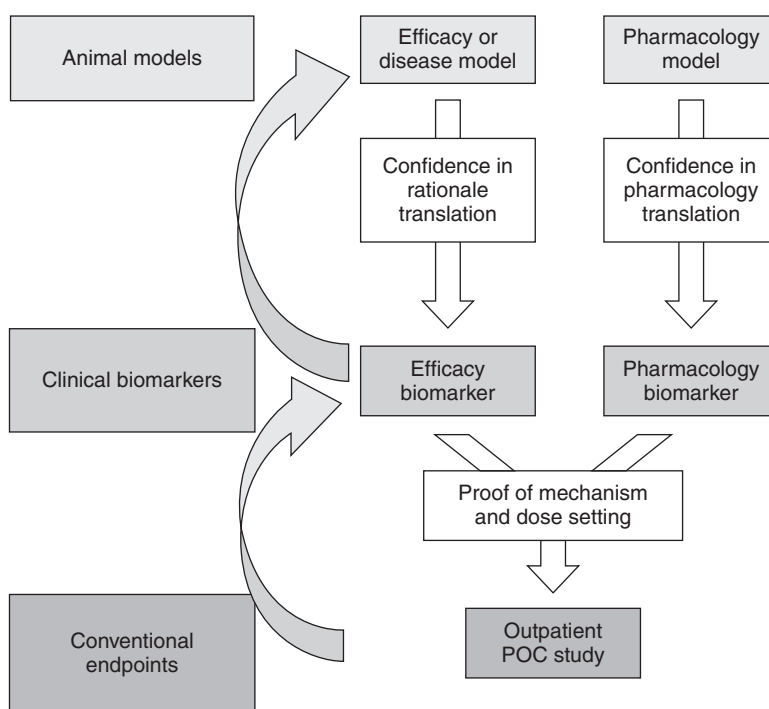 Animal models
Efficacy or
disease model
Pharmacology
model
Confidence in
rationale
translation
Confidence in
pharmacology
translation
Clinical biomarkers
Efficacy
biomarker
Pharmacology
biomarker
Proof of mechanism
and dose setting
Conventional
endpoints
Outpatient
POC study